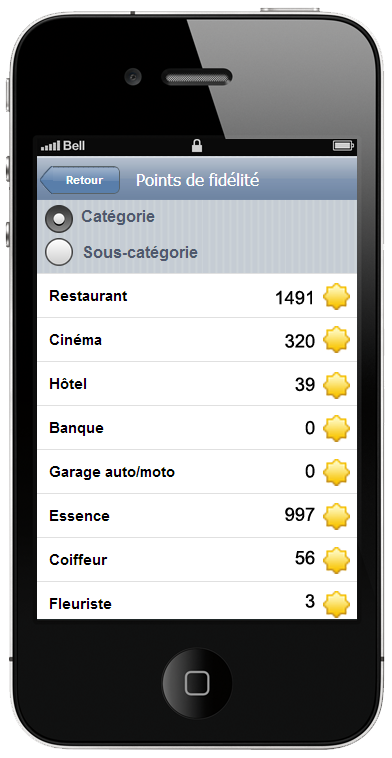 Bell
Retour Points de fidélité
Catégorie
Sous-catégorie
Restaurant 1491
Cinéma 320
Hôtel 39
Banque 0
Garage auto/moto 0
Essence 997
Coiffeur 56
Fleuriste 3